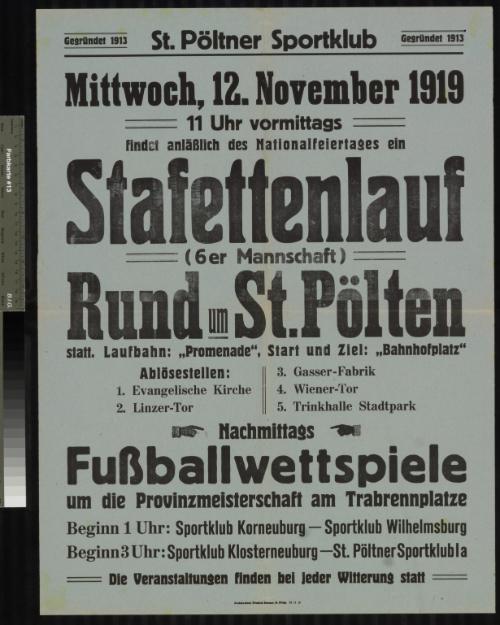 Gegründet 1913 St. Pöltner Sportklub Gegründet 1913
Mittwoch, 12. November 1919
11 Uhr vormittags
findet anläßlich des Nationalfeiertages ein
Stafettenlauf
(6er Mannschaft)
Rund um St. Pölten
statt. Laufbahn: „Promenade“, Start und Ziel: „Bahnhofplatz“
Ablösestellen:
1. Evangelische Kirche
2. Linzer-Tor
3. Gasser-Fabrik
4. Wiener-Tor
5. Trinkhalle Stadtpark
Nachmittags
Fußballwettspiele
um die Provinzmeisterschaft am Trabrennplatze
Beginn 1 Uhr: Sportklub Korneuburg — Sportklub Wilhelmsburg
Beginn 3 Uhr: Sportklub Klosterneuburg — St. Pöltner Sportklub Ia
Die Veranstaltungen finden bei jeder Witterung statt
Farbkarte #13
B.I.G.